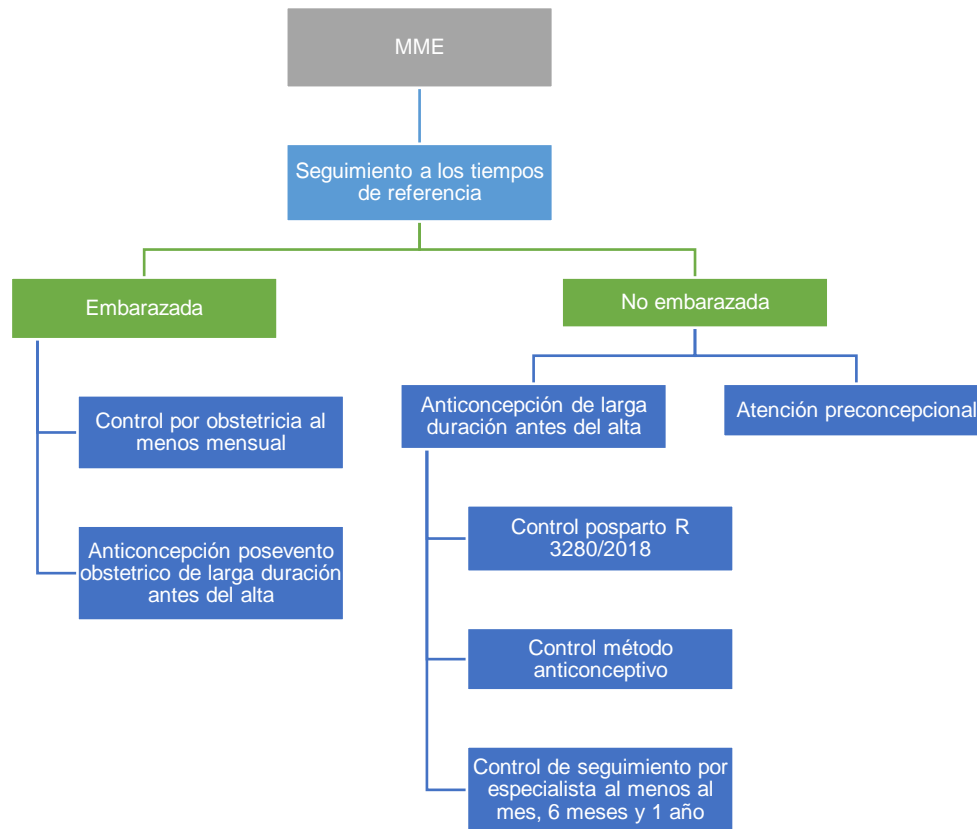 MME
Seguimiento a los tiempos
de referencia
Embarazada
No embarazada
Control por obstetricia al
menos mensual
Anticoncepción posevento
obstetrico de larga duración
antes del alta
Anticoncepción de larga
duración antes del alta
Atención preconcepcional
Control posparto R
3280/2018
Control método
anticonceptivo
Control de seguimiento por
especialista al menos al
mes, 6 meses y 1 año